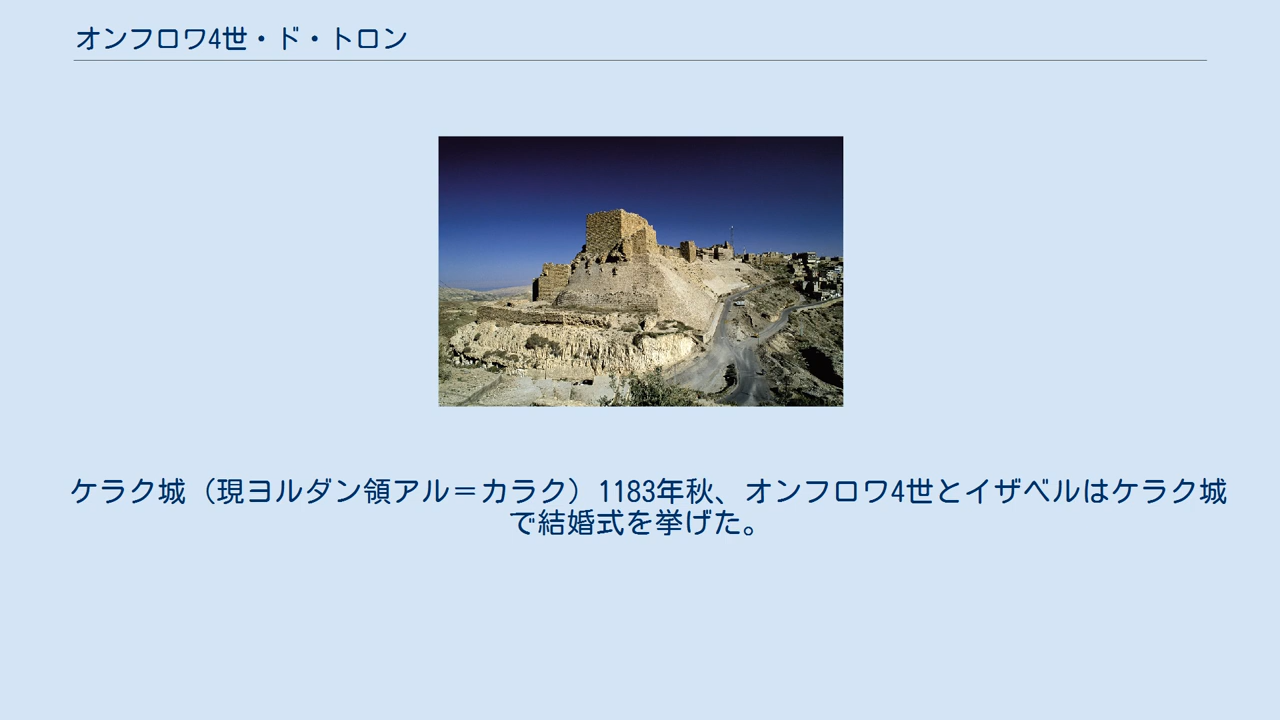 オンフロワ4世・ド・トロン
ケラク城（現ヨルダン領アル＝カラク）1183年秋、オンフロワ4世とイザベルはケラク城
で結婚式を挙げた。